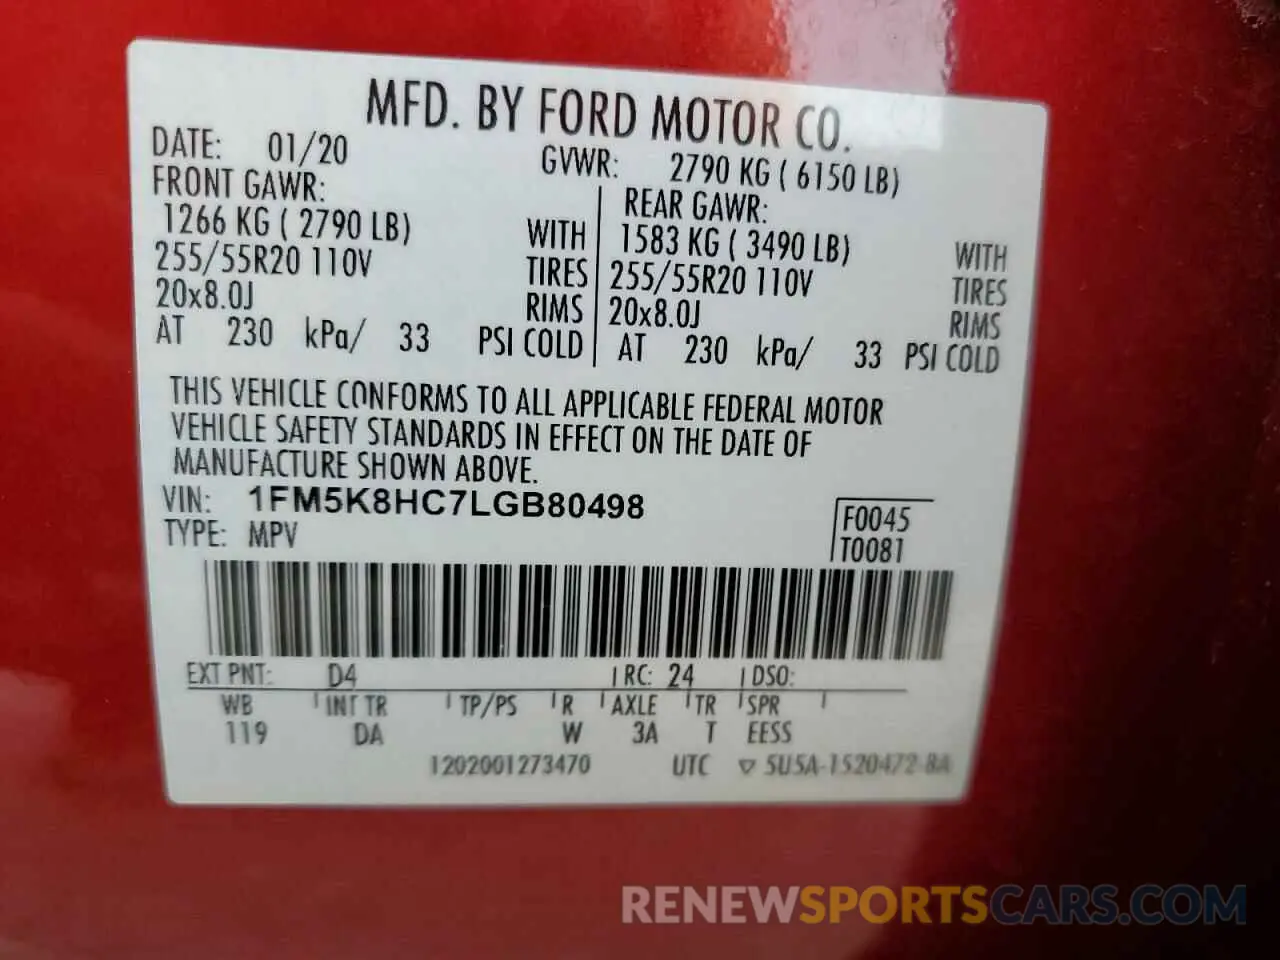 MFD. BY FORD MOTOR CO.
DATE: 01/20 GVWR: 2790 KG ( 6150 LB)
FRONT GAWR: REAR GAWR:
1266 KG ( 2790 LB) WITH 1583 KG ( 3490 LB) WITH
255/55R20 110V TIRES 255/55R20 110V TIRES
20x8.0J RIMS 20x8.0J RIMS
AT 230 kPa/ 33 PSI COLD AT 230 kPa/ 33 PSI COLD
THIS VEHICLE CONFORMS TO ALL APPLICABLE FEDERAL MOTOR
VEHICLE SAFETY STANDARDS IN EFFECT ON THE DATE OF
MANUFACTURE SHOWN ABOVE.
VIN: 1FM5K8HC7LGB80498 F0045
TYPE: MPV T0081
EXT PNT: D4 RC: 24 DSO:
WB INT TR TP/PS R AXLE TR SPR
119 DA W 3A T EESS
1202001273470 UTC ▽ 5U5A-1520472-BA
RENEWSPORTSCARS.COM